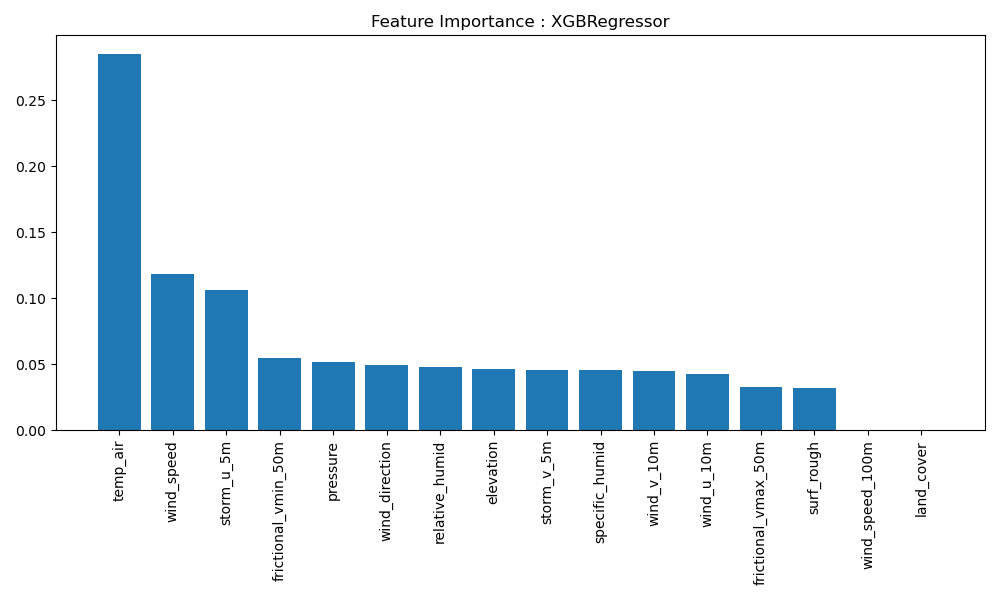 Feature Importance : XGBRegressor
0.25
0.20
0.15
0.10
0.05
0.00
temp_air
wind_speed
storm_u_5m
frictional_vmin_50m
pressure
wind_direction
relative_humid
elevation
storm_v_5m
specific_humid
wind_v_10m
wind_u_10m
frictional_vmax_50m
surf_rough
wind_speed_100m
land_cover